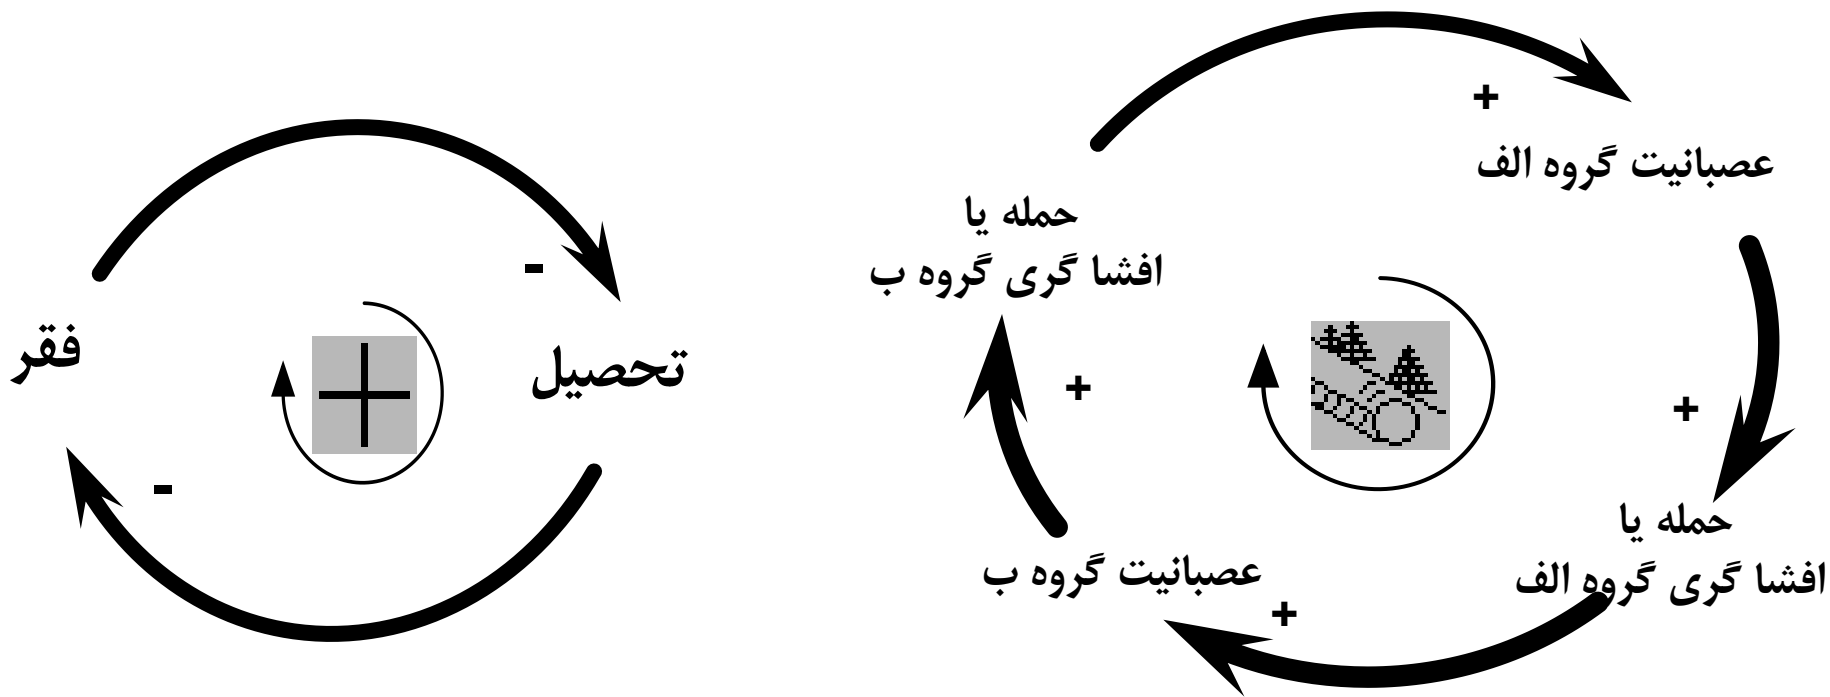 +
عصبانیت گروه الف
حمله یا
افشا گری گروه ب
-
فقر
تحصیل
+
+
-
حمله یا
افشا گری گروه الف
عصبانیت گروه ب
+